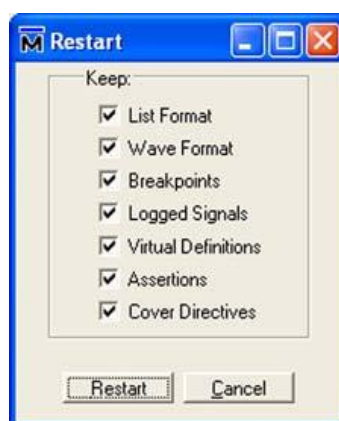 M Restart
Keep:
List Format
Wave Format
Breakpoints
Logged Signals
Virtual Definitions
Assertions
Cover Directives
Restart Cancel